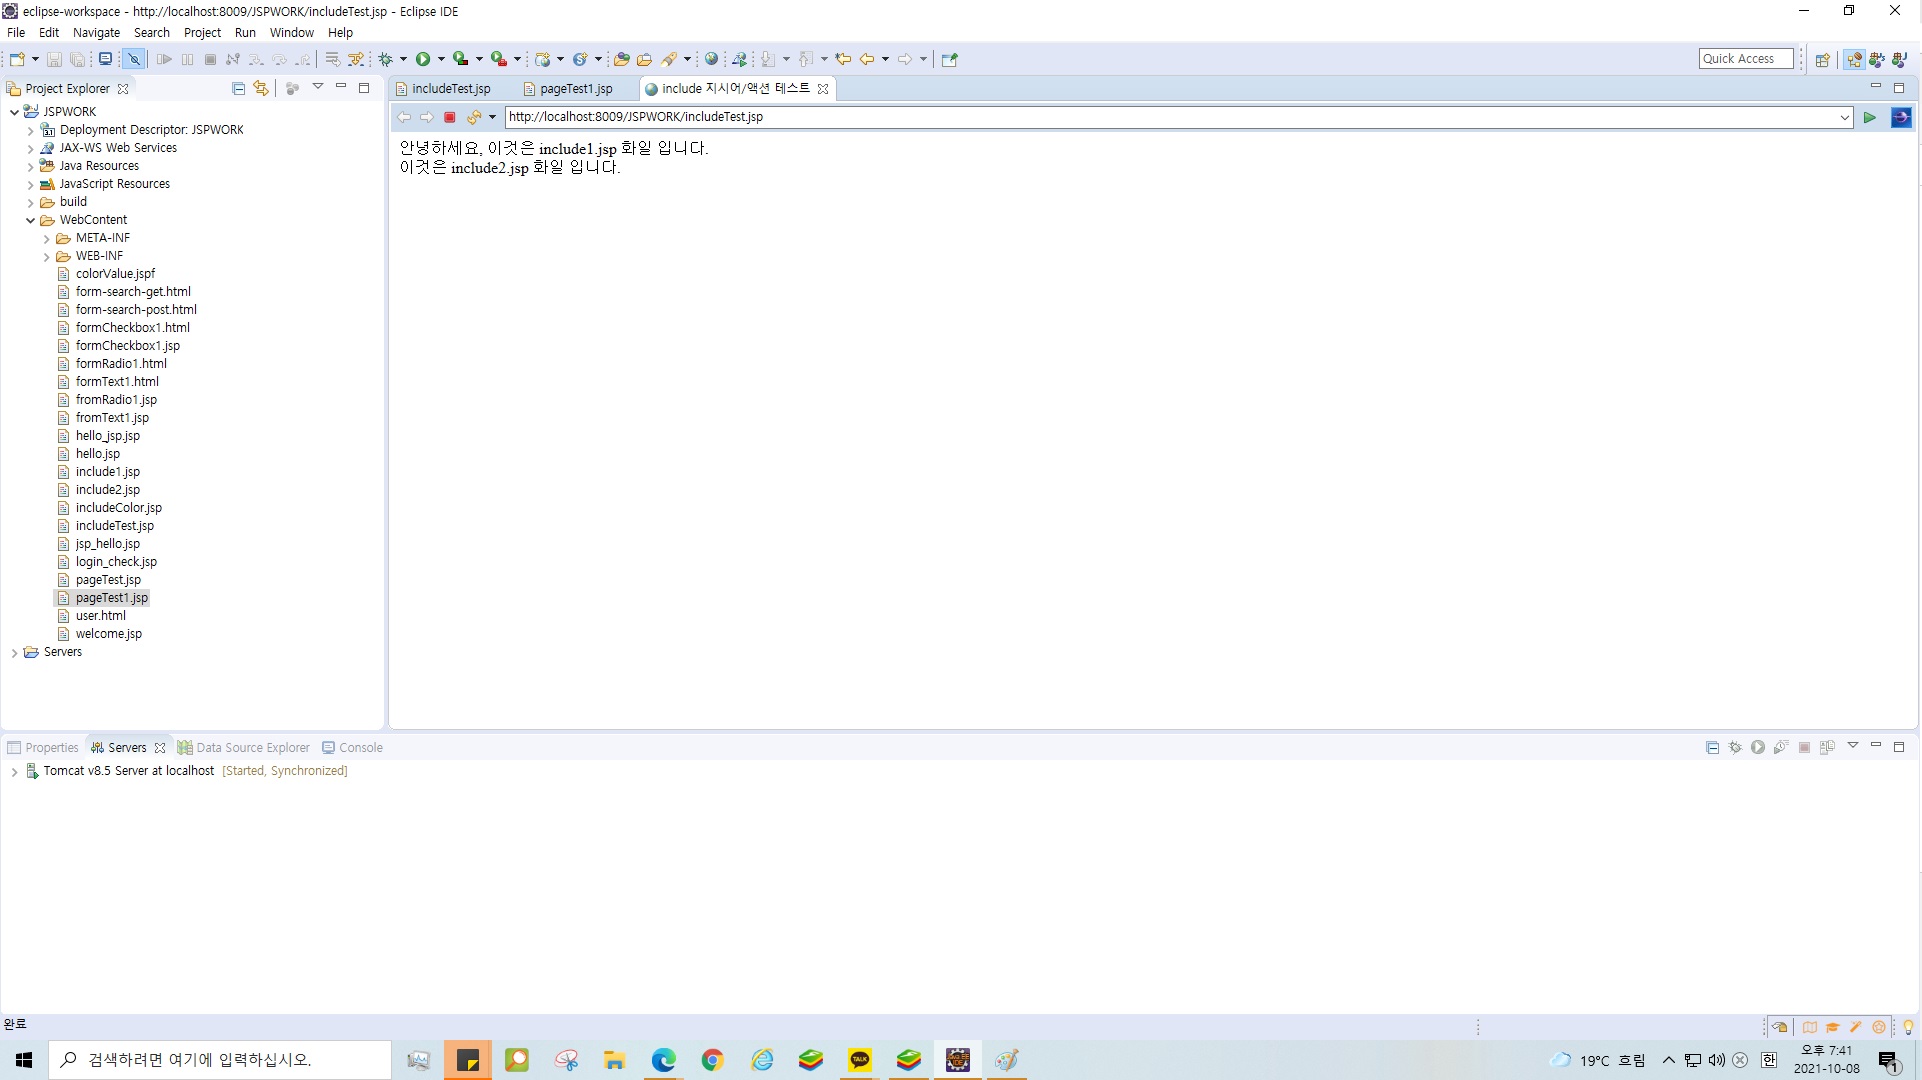 eclipse-workspace - http://localhost:8009/JSPWORK/includeTest.jsp - Eclipse IDE
File Edit Navigate Search Project Run Window Help
Quick Access
Project Explorer
includeTest.jsp pageTest1.jsp include 지시어/액션 테스트
JSPWORK
http://localhost:8009/JSPWORK/includeTest.jsp
Deployment Descriptor: JSPWORK
JAX-WS Web Services
Java Resources
JavaScript Resources
build
WebContent
META-INF
WEB-INF
colorValue.jspf
form-search-get.html
form-search-post.html
formCheckbox1.html
formCheckbox1.jsp
formRadio1.html
formText1.html
fromRadio1.jsp
fromText1.jsp
hello_jsp.jsp
hello.jsp
include1.jsp
include2.jsp
includeColor.jsp
includeTest.jsp
jsp_hello.jsp
login_check.jsp
pageTest.jsp
pageTest1.jsp
user.html
welcome.jsp
Servers
안녕하세요, 이것은 include1.jsp 화일 입니다.
이것은 include2.jsp 화일 입니다.
Properties Servers Data Source Explorer Console
Tomcat v8.5 Server at localhost [Started, Synchronized]
완료
검색하려면 여기에 입력하십시오.
TALK
19°C 흐림
한
오후 7:41
2021-10-08
1